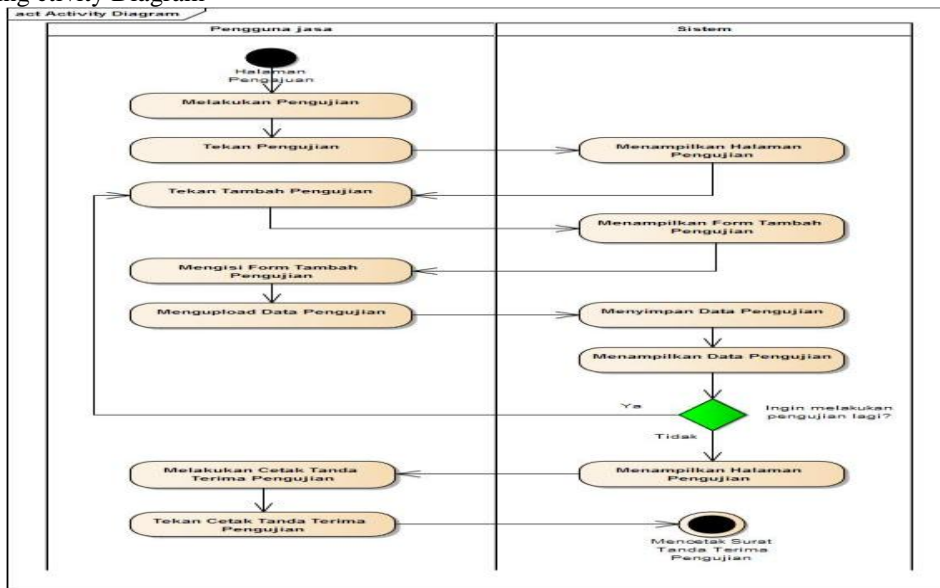 ng ctivity Diagram
act Activity Diagram
Pengguna jasa
Sistem
Halaman
Pengajuan
Melakukan Pengujian
Tekan Pengujian
Menampilkan Halaman
Pengujian
Tekan Tambah Pengujian
Menampilkan Form Tambah
Pengujian
Mengisi Form Tambah
Pengujian
Mengupload Data Pengujian
Menyimpan Data Pengujian
Menampilkan Data Pengujian
Ya
Ingin melakukan
pengujian lagi?
Tidak
Melakukan Cetak Tanda
Terima Pengujian
Menampilkan Halaman
Pengujian
Tekan Cetak Tanda Terima
Pengujian
Mencetak Surat
Tanda Terima
Pengujian